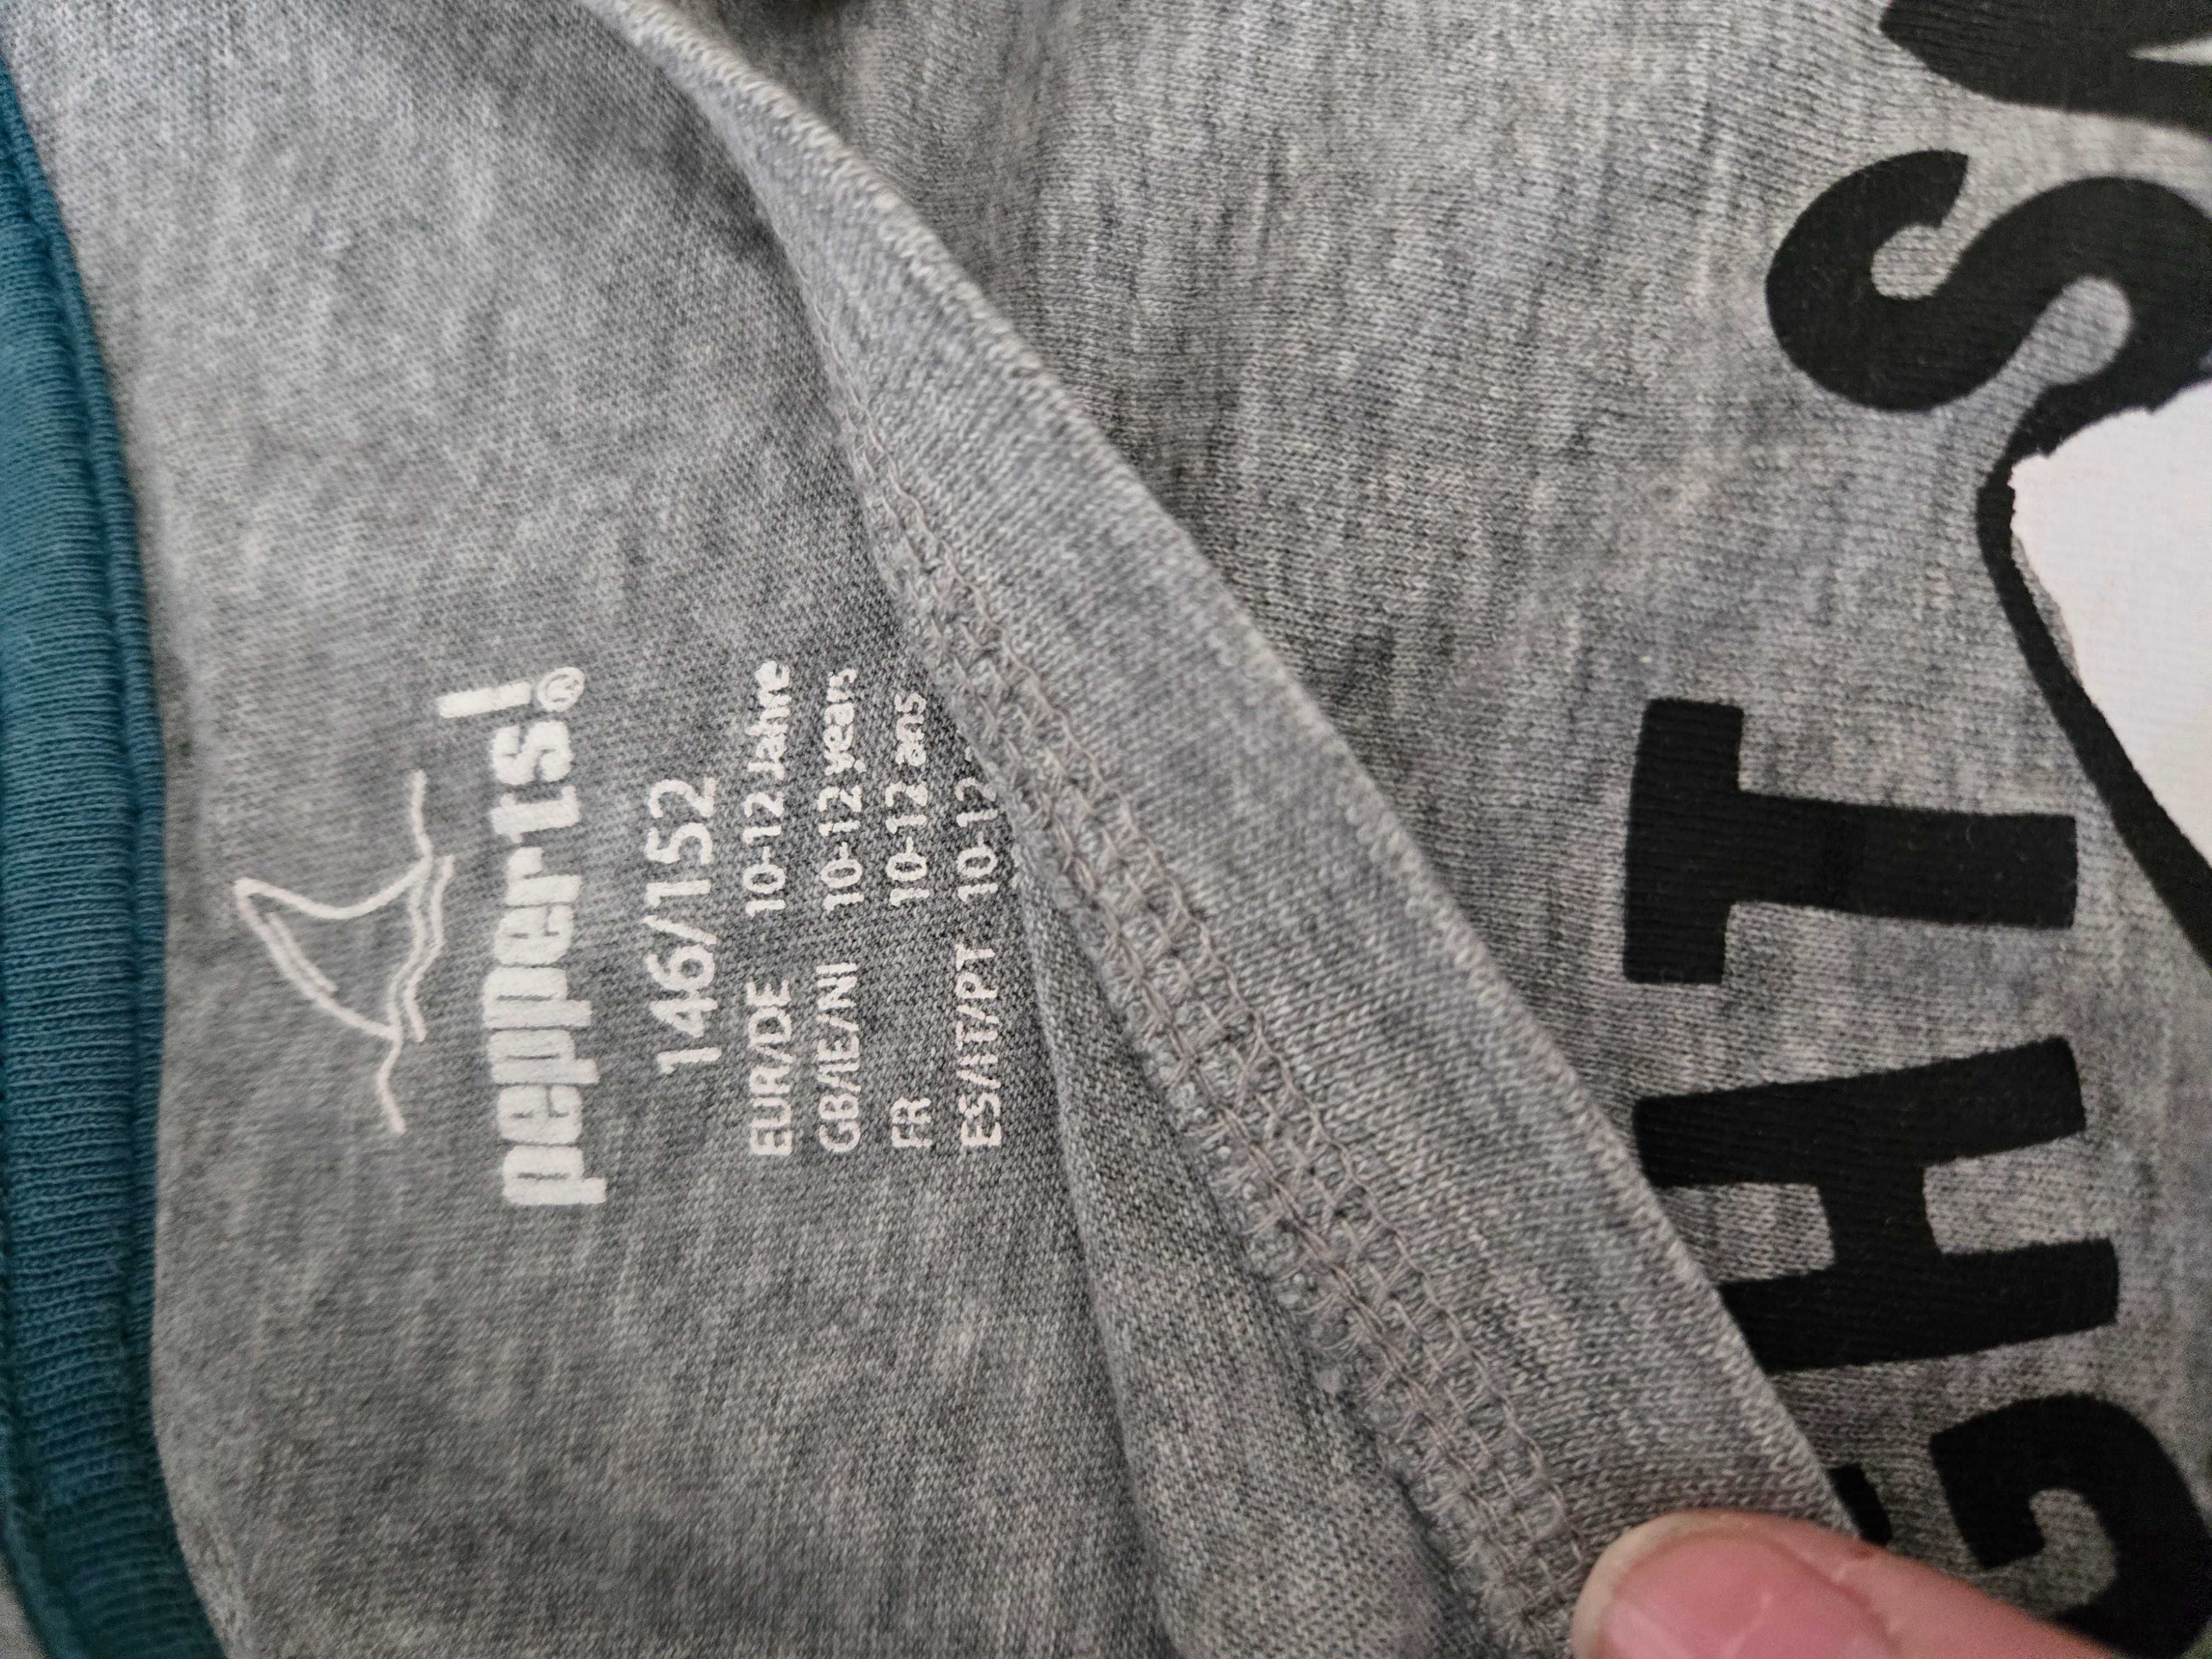 pepperts!®
146/152
EUR/DE 10-12 Jahre
GB/IE/NI 10-12 years
FR 10-12 ans
ES/IT/PT 10-12
GHT
S